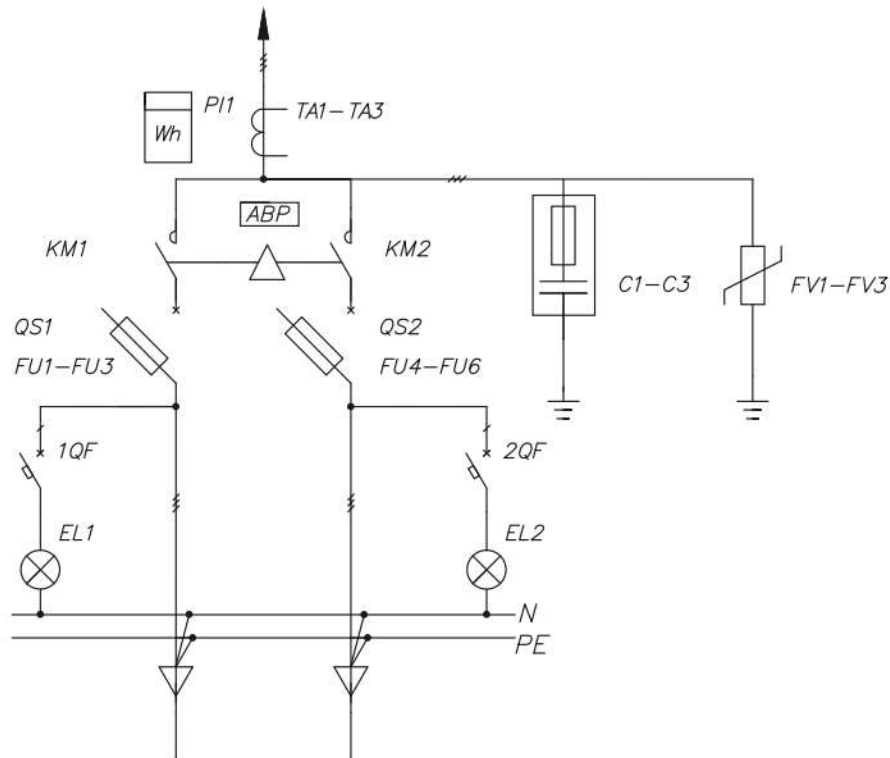 PI1
TA1-TA3
Wh
АВР
KM1
KM2
C1-C3
FV1-FV3
QS1
FU1-FU3
QS2
FU4-FU6
1QF
2QF
EL1
EL2
N
PE